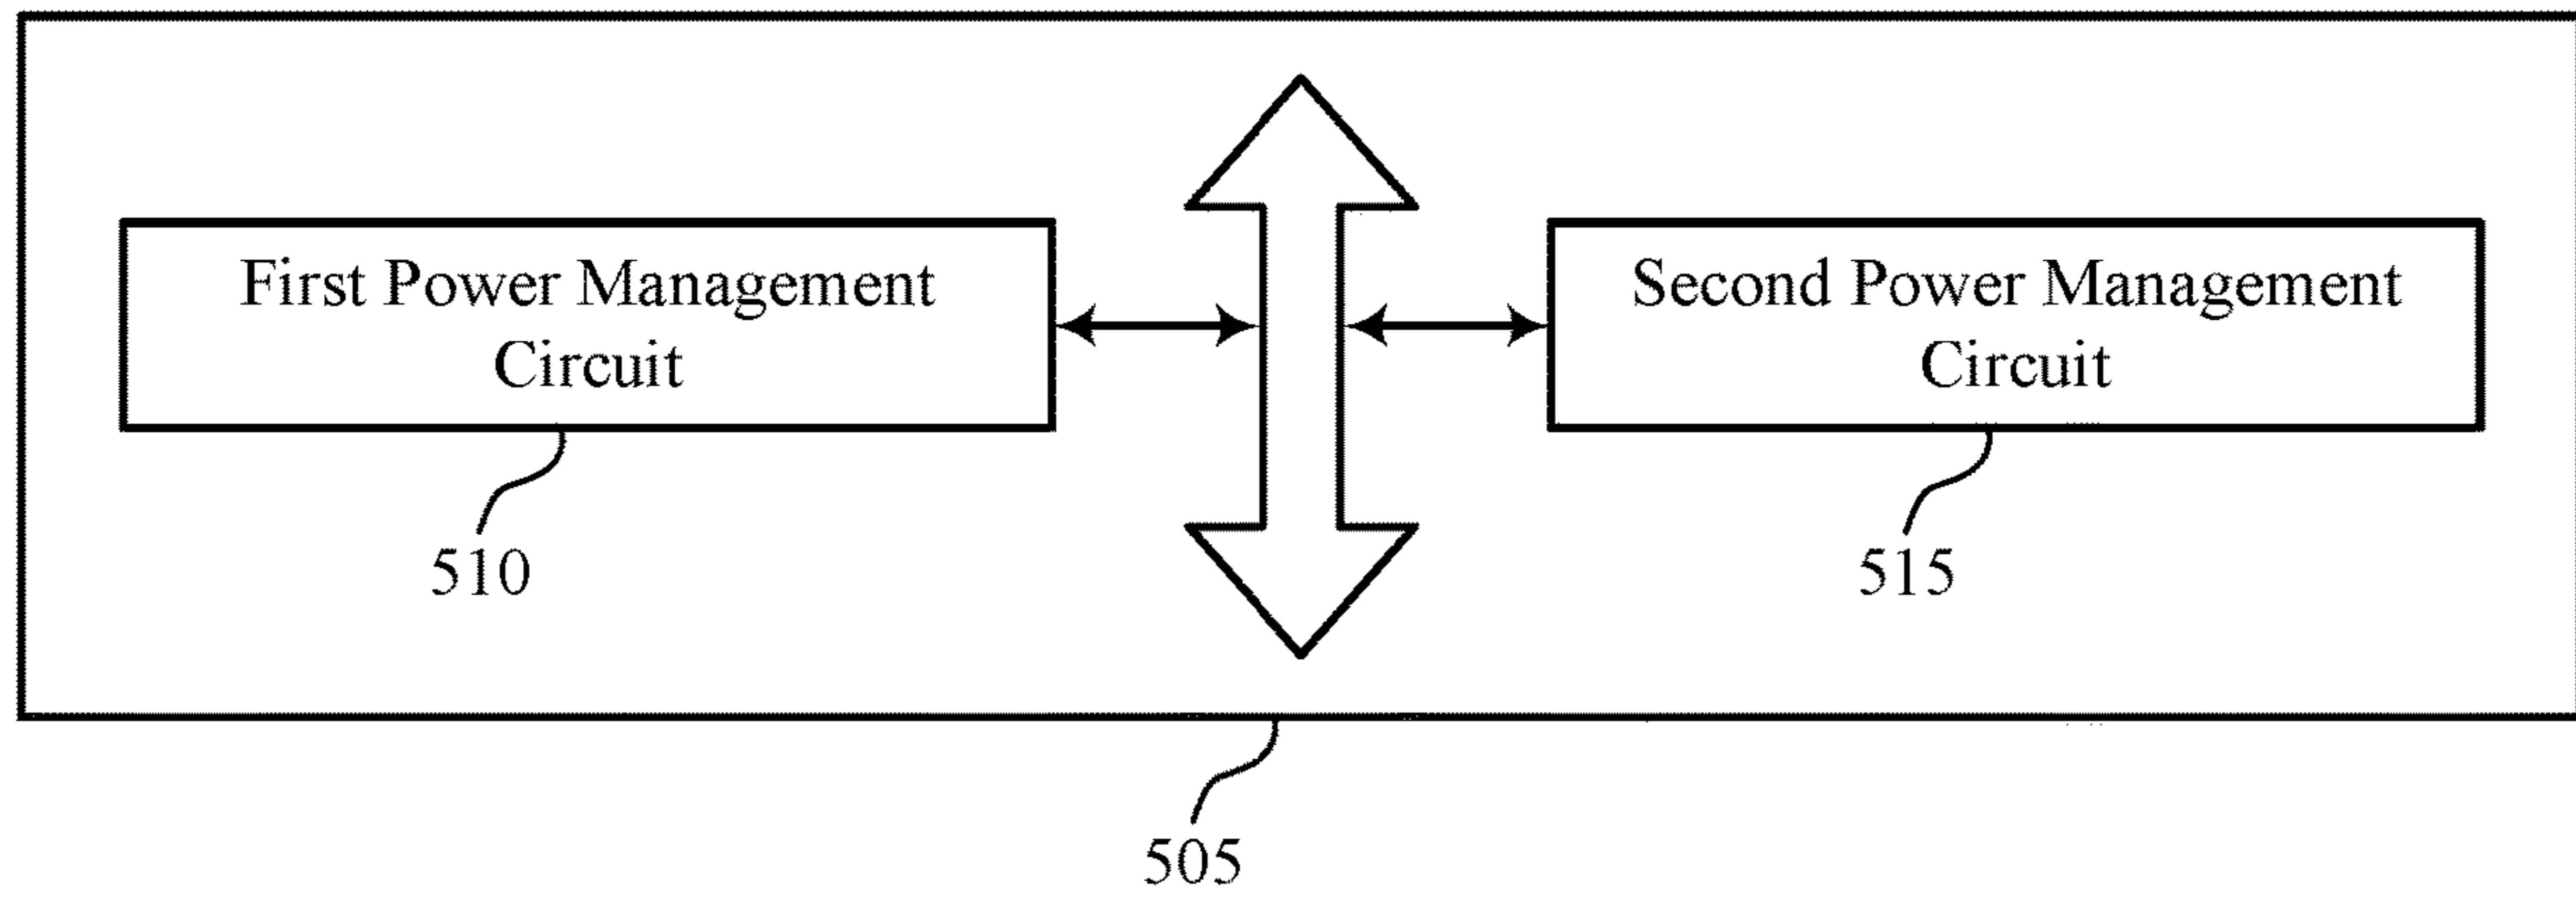 First Power Management
Circuit
Second Power Management
Circuit
510
515
505